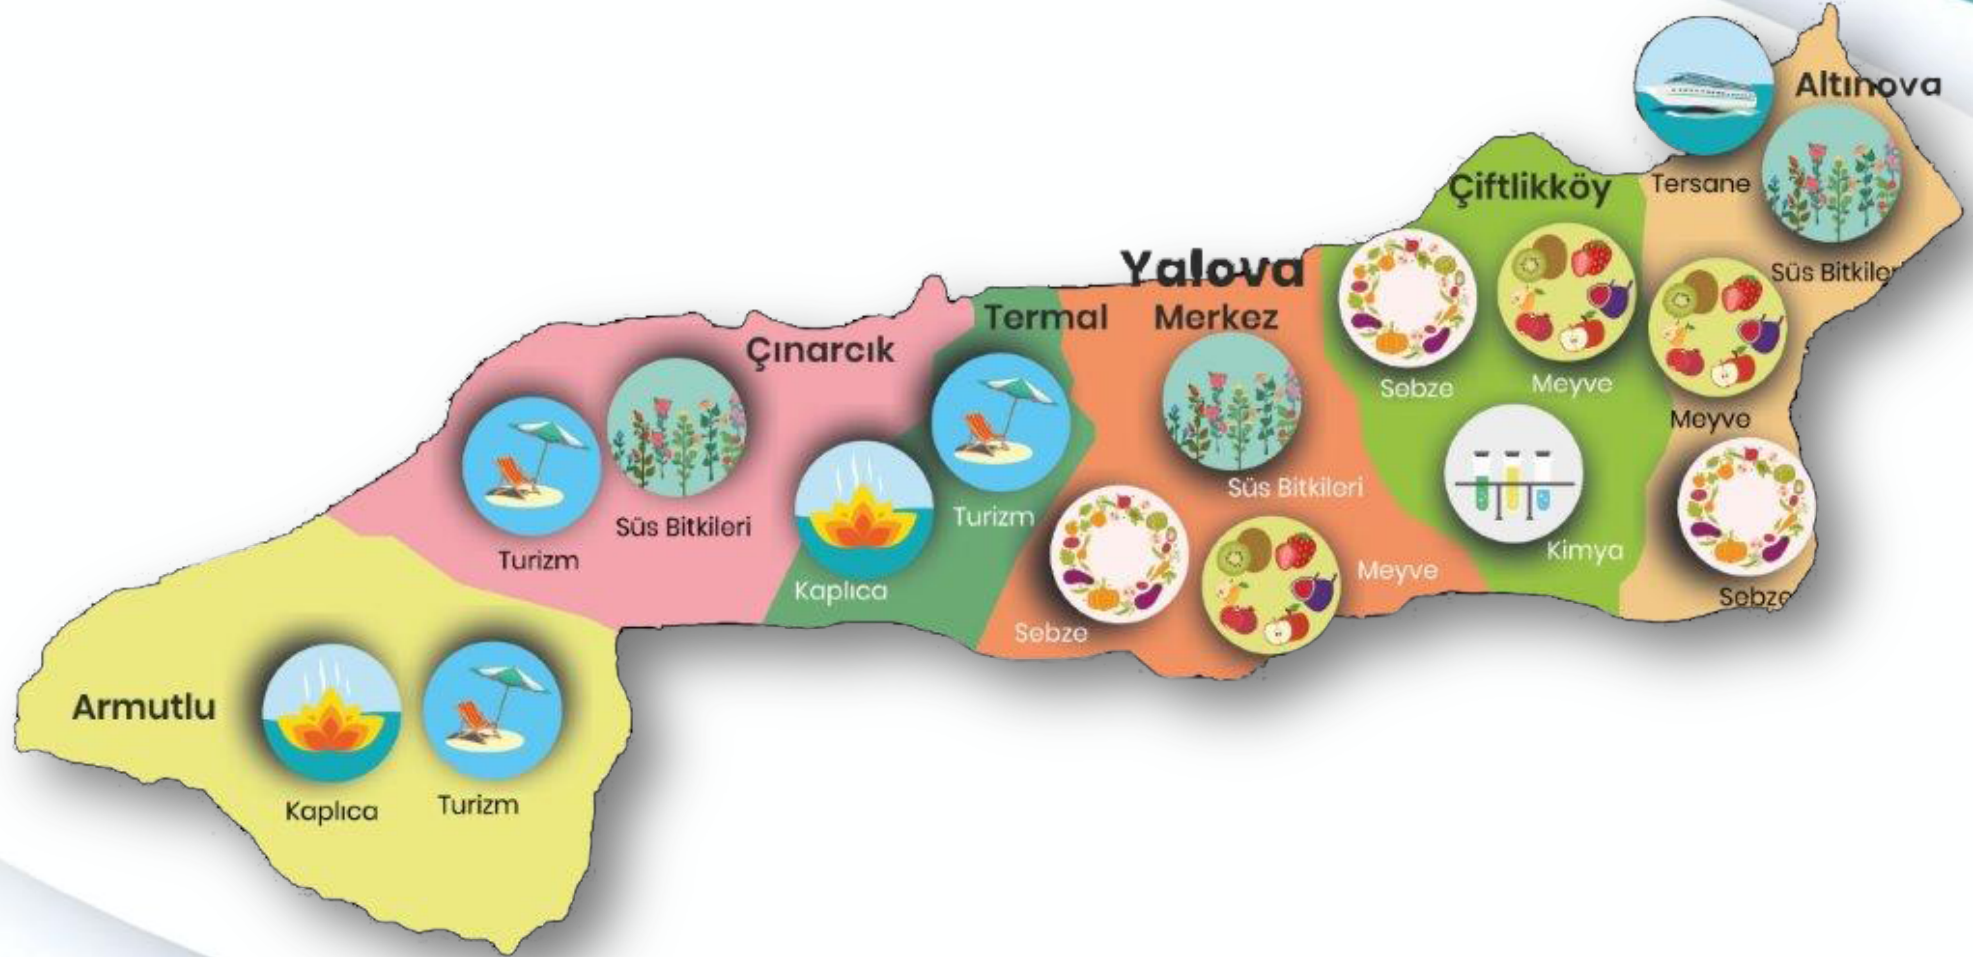 Altınova
Tersane
Süs Bitkileri
Meyve
Sebze
Çiftlikköy
Sebze
Meyve
Kimya
Yalova
Merkez
Süs Bitkileri
Sebze
Meyve
Termal
Turizm
Kaplıca
Çınarcık
Turizm
Süs Bitkileri
Armutlu
Kaplıca
Turizm